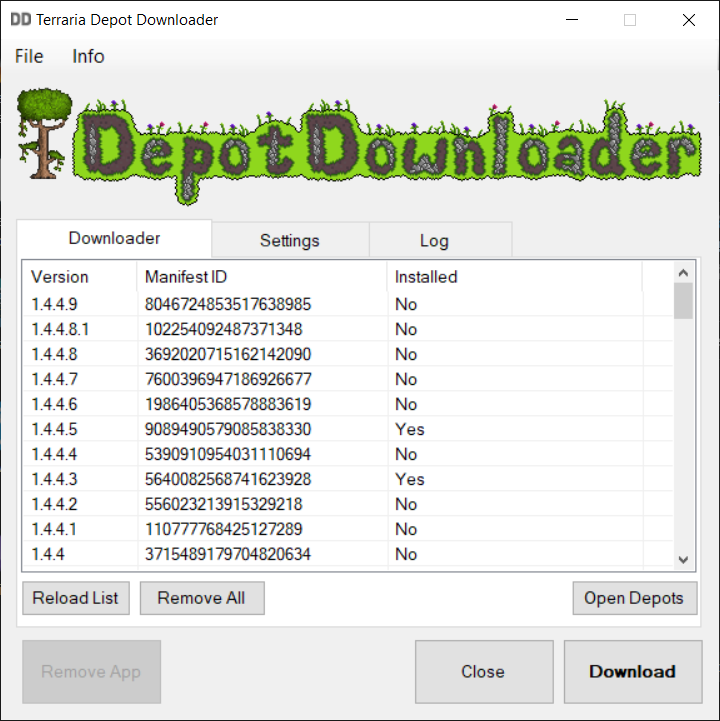 DD Terraria Depot Downloader
File Info
DepotDownloader
Downloader Settings Log
Version Manifest ID Installed
1.4.4.9 8046724853517638985 No
1.4.4.8.1 102254092487371348 No
1.4.4.8 3692020715162142090 No
1.4.4.7 7600396947186926677 No
1.4.4.6 1986405368578883619 No
1.4.4.5 9089490579085838330 Yes
1.4.4.4 5390910954031110694 No
1.4.4.3 5640082568741623928 Yes
1.4.4.2 556023213915329218 No
1.4.4.1 110777768425127289 No
1.4.4 3715489179704820634 No
Reload List Remove All Open Depots
Remove App Close Download